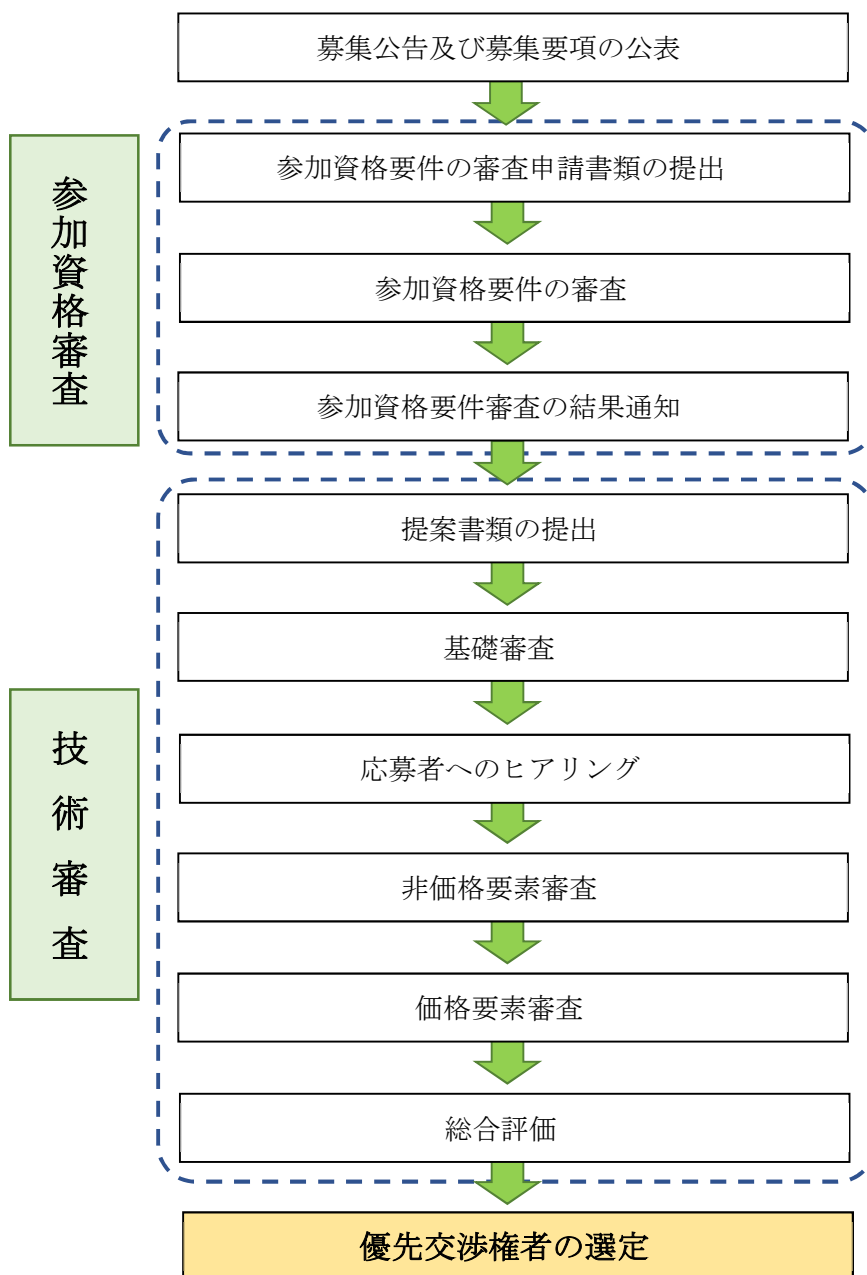 募集公告及び募集要項の公表
参加資格審査
参加資格要件の審査申請書類の提出
参加資格要件の審査
参加資格要件審査の結果通知
技術審査
提案書類の提出
基礎審査
応募者へのヒアリング
非価格要素審査
価格要素審査
総合評価
優先交渉権者の選定